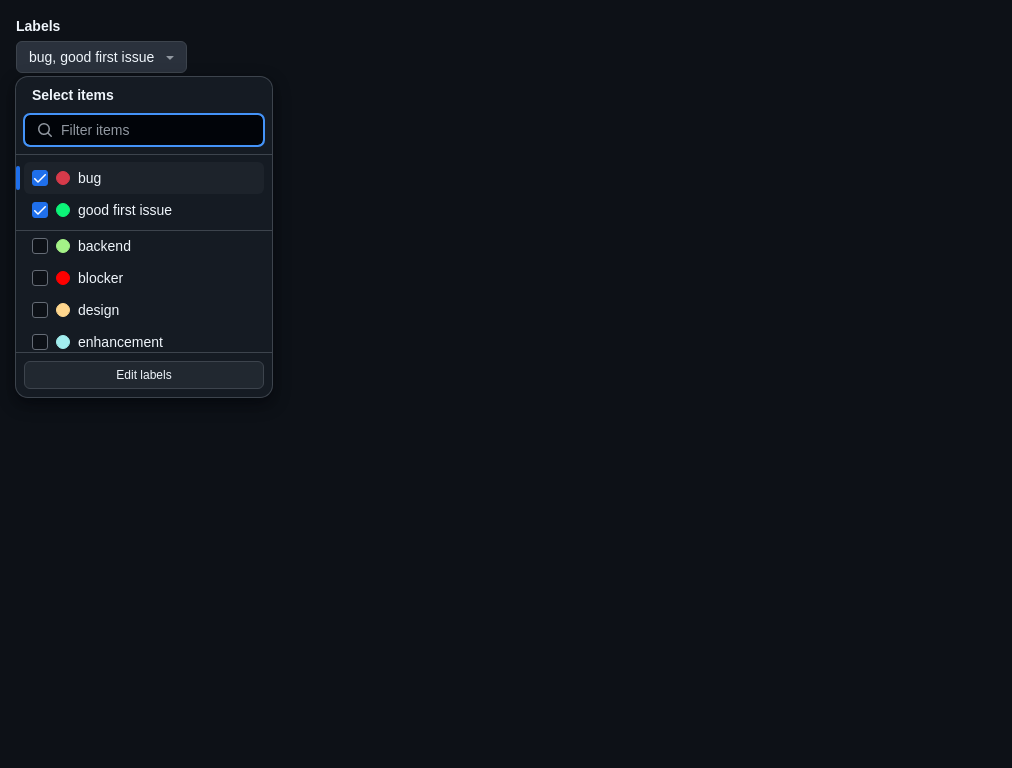 Labels
bug, good first issue
Select items
Filter items
bug
good first issue
backend
blocker
design
enhancement
Edit labels